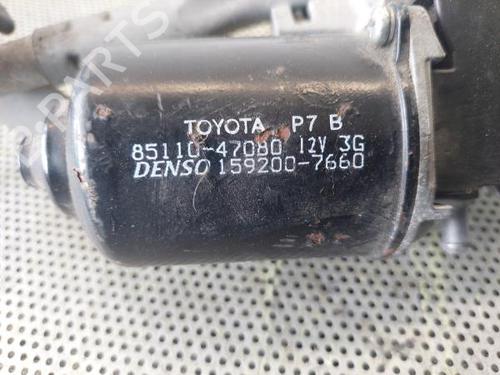 TOYOTA P7 B
85110-47080 12V 3G
DENSO 159200-7660